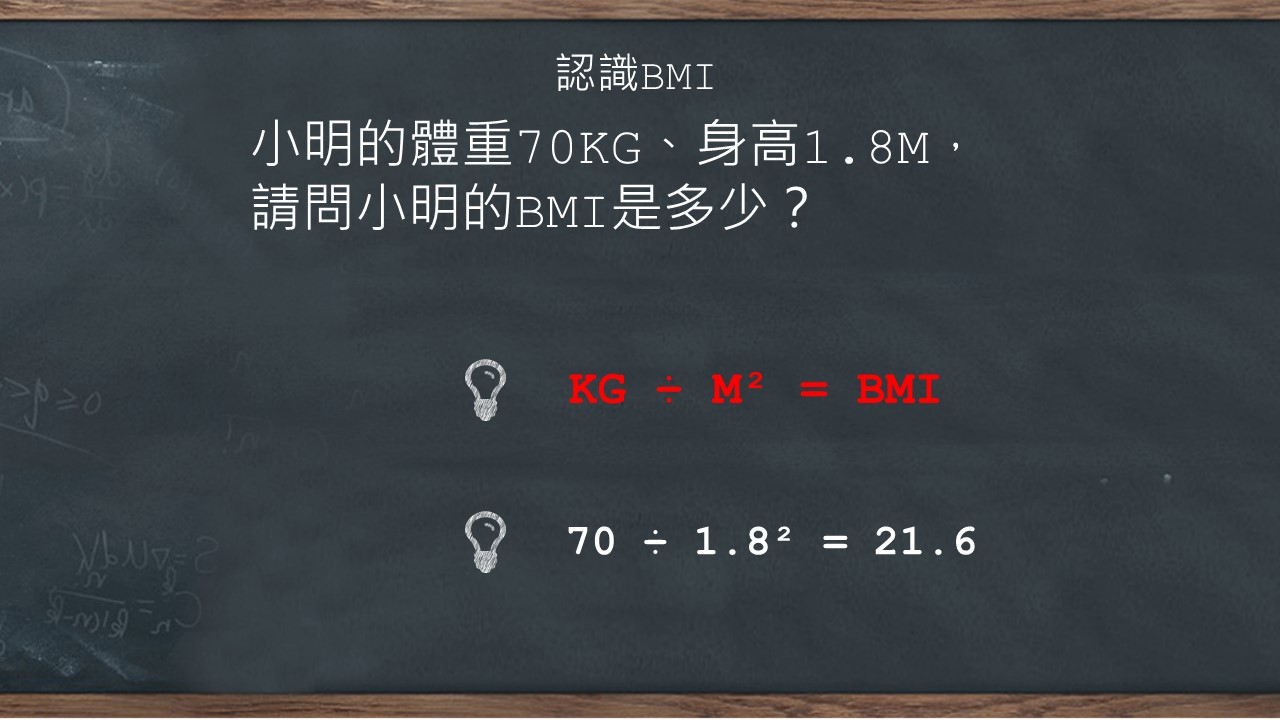 認識BMI
小明的體重70KG、身高1.8M，
請問小明的BMI是多少？
KG ÷ M² = BMI
70 ÷ 1.8² = 21.6